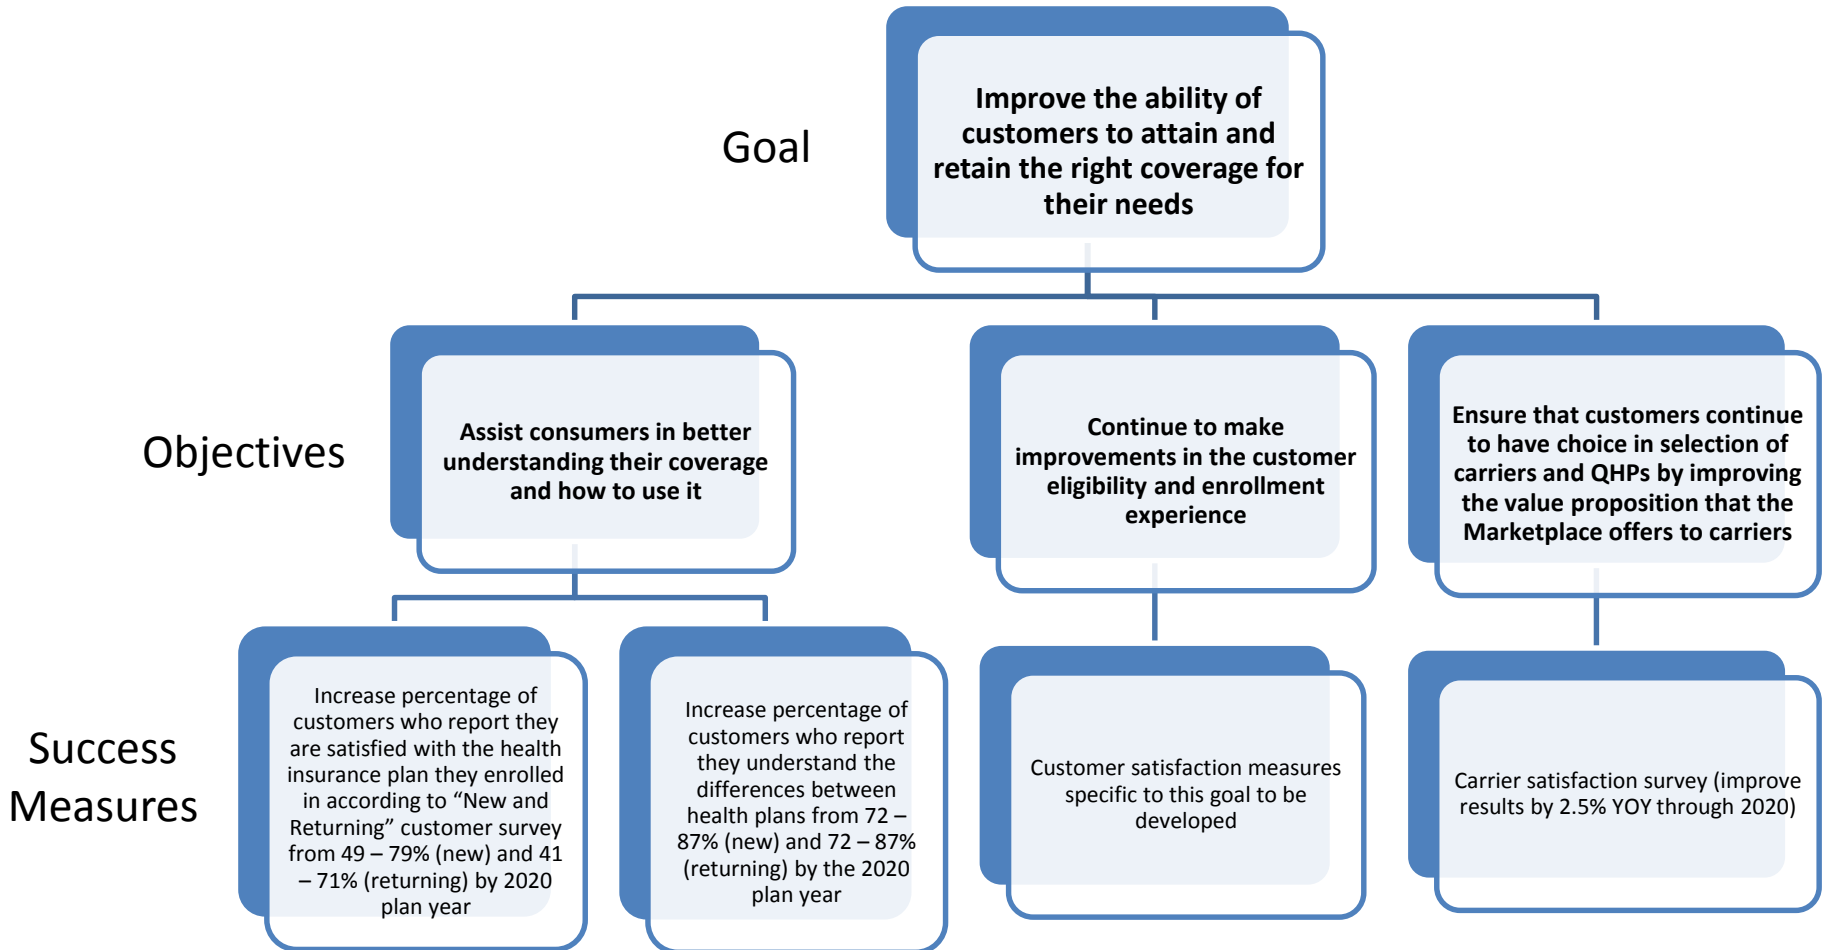 Goal
Improve the ability of
customers to attain and
retain the right coverage for
their needs
Objectives
Assist consumers in better
understanding their coverage
and how to use it
Continue to make
improvements in the customer
eligibility and enrollment
experience
Ensure that customers continue
to have choice in selection of
carriers and QHPs by improving
the value proposition that the
Marketplace offers to carriers
Success
Measures
Increase percentage of
customers who report they
are satisfied with the health
insurance plan they enrolled
in according to “New and
Returning” customer survey
from 49 – 79% (new) and 41
– 71% (returning) by 2020
plan year
Increase percentage of
customers who report
they understand the
differences between
health plans from 72 –
87% (new) and 72 – 87%
(returning) by the 2020
plan year
Customer satisfaction measures
specific to this goal to be
developed
Carrier satisfaction survey (improve
results by 2.5% YOY through 2020)